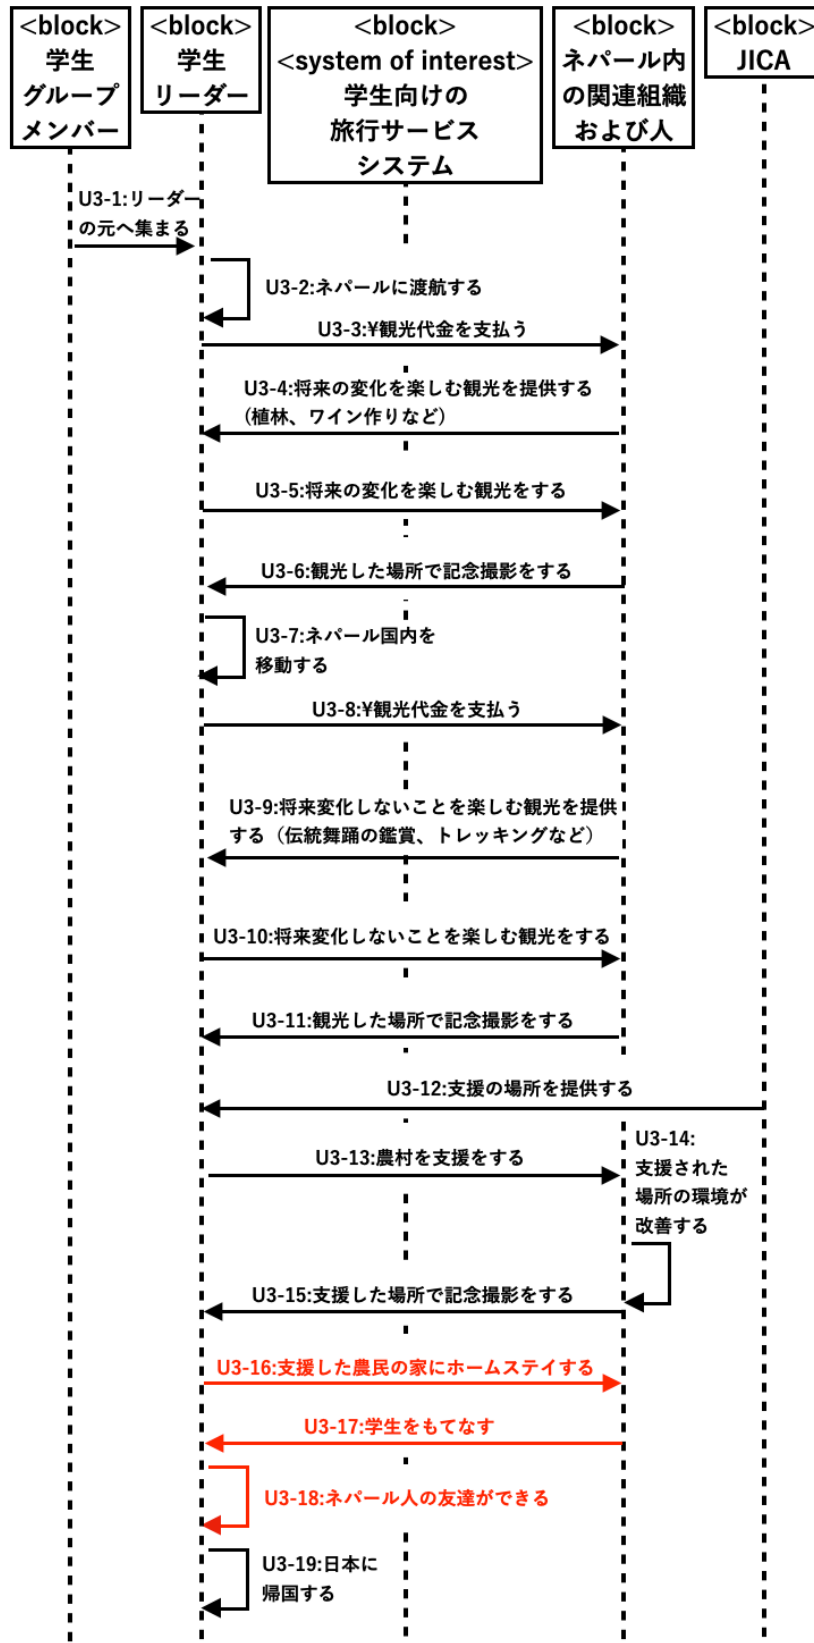 <block>
学生
グループ
メンバー
<block>
学生
リーダー
<block>
<system of interest>
学生向けの
旅行サービス
システム
<block>
ネパール内
の関連組織
および人
<block>
JICA
U3-1:リーダー
の元へ集まる
U3-2:ネパールに渡航する
U3-3:¥観光代金を支払う
U3-4:将来の変化を楽しむ観光を提供する
(植林、ワイン作りなど)
U3-5:将来の変化を楽しむ観光をする
U3-6:観光した場所で記念撮影をする
U3-7:ネパール国内を
移動する
U3-8:¥観光代金を支払う
U3-9:将来変化しないことを楽しむ観光を提供
する（伝統舞踊の鑑賞、トレッキングなど）
U3-10:将来変化しないことを楽しむ観光をする
U3-11:観光した場所で記念撮影をする
U3-12:支援の場所を提供する
U3-13:農村を支援をする
U3-14:
支援された
場所の環境が
改善する
U3-15:支援した場所で記念撮影をする
U3-16:支援した農民の家にホームステイする
U3-17:学生をもてなす
U3-18:ネパール人の友達ができる
U3-19:日本に
帰国する